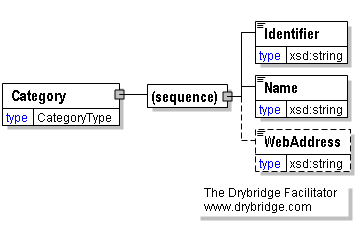 Identifier
type xsd:string
Name
type xsd:string
Category
type CategoryType
(sequence)
WebAddress
type xsd:string
The Drybridge Facilitator
www.drybridge.com